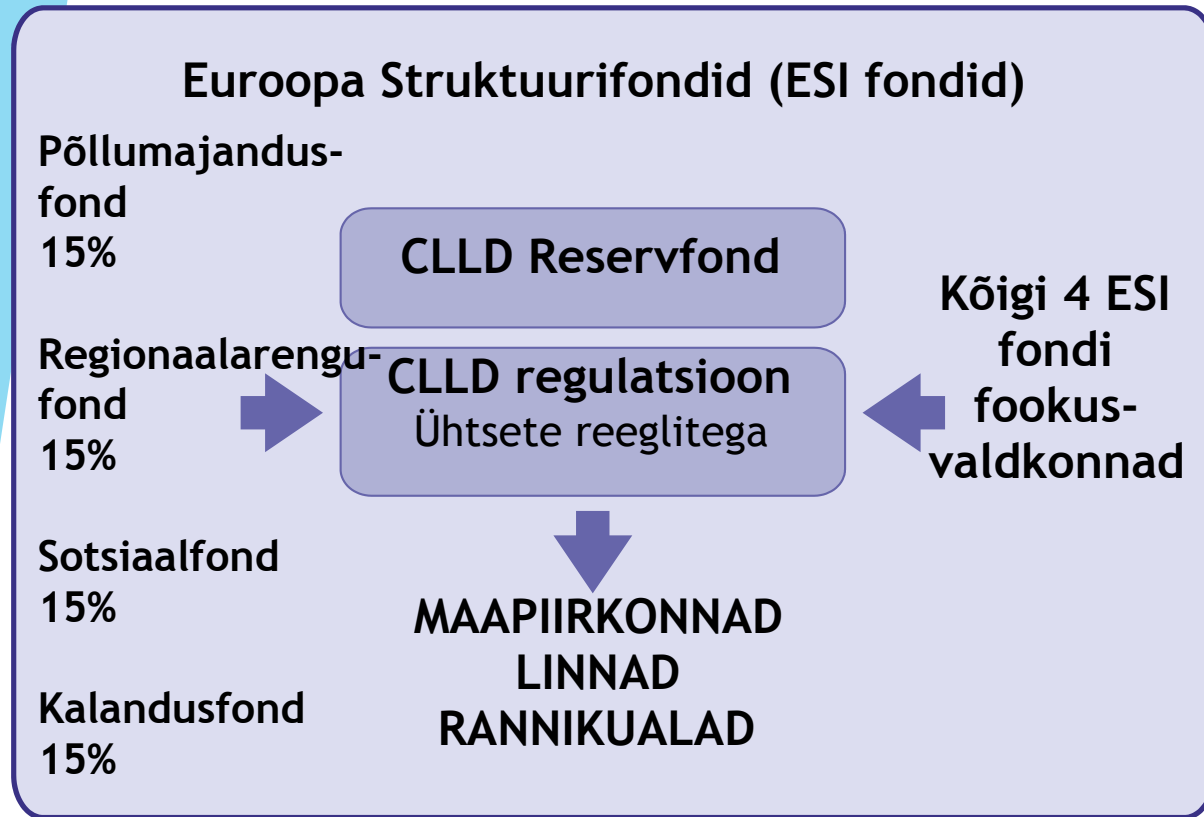 Euroopa Struktuurifondid (ESI fondid)
Põllumajandus-
fond
15%
Regionaalarengu-
fond
15%
Sotsiaalfond
15%
Kalandusfond
15%
CLLD Reservfond
CLLD regulatsioon
Ühtsete reeglitega
MAAPIIRKONNAD
LINNAD
RANNIKUALAD
Kõigi 4 ESI
fondi
fookus-
valdkonnad